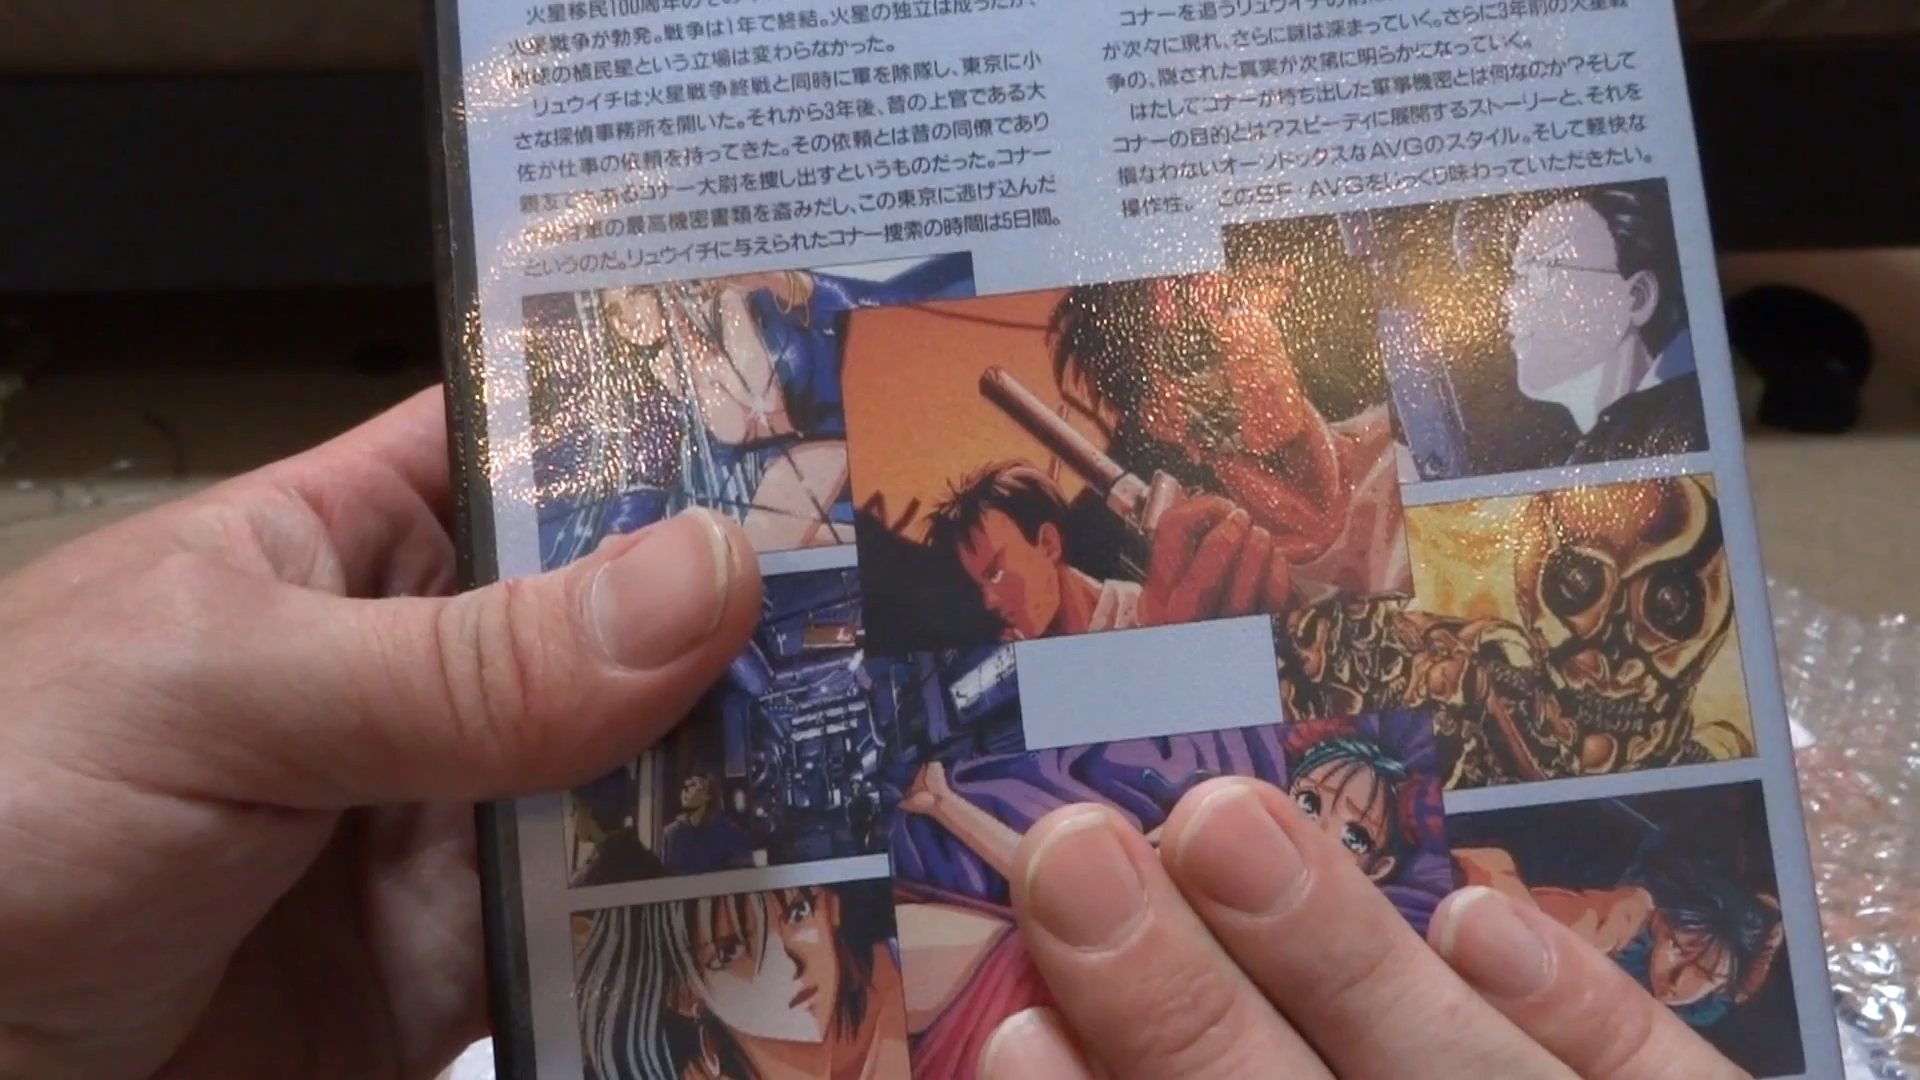 火星移民100周年のその
火星戦争が勃発。戦争は1年で終結。火星の独立は成ったが、
地球の植民星という立場は変わらなかった。
リュウイチは火星戦争終戦と同時に軍を除隊し、東京に小
さな探偵事務所を開いた。それから3年後、昔の上官である大
佐が仕事の依頼を持ってきた。その依頼とは昔の同僚であり
親友でもあるコナー大尉を捜し出すというものだった。コナー
の最高機密書類を盗みだし、この東京に逃げ込んだ
というのだ。リュウイチに与えられたコナー捜索の時間は5日間。
コナーを追うリュウイチの前に
が次々に現れ、さらに謎は深まっていく。さらに3年前の火星戦
争の、隠された真実が次第に明らかになっていく。
はたしてコナーが持ち出した軍事機密とは何なのか?そして
コナーの目的とは?スピーディに展開するストーリーと、それを
損なわないオーソドックスなAVGのスタイル。そして軽快な
操作性。 このSF・AVGをじっくり味わっていただきたい。